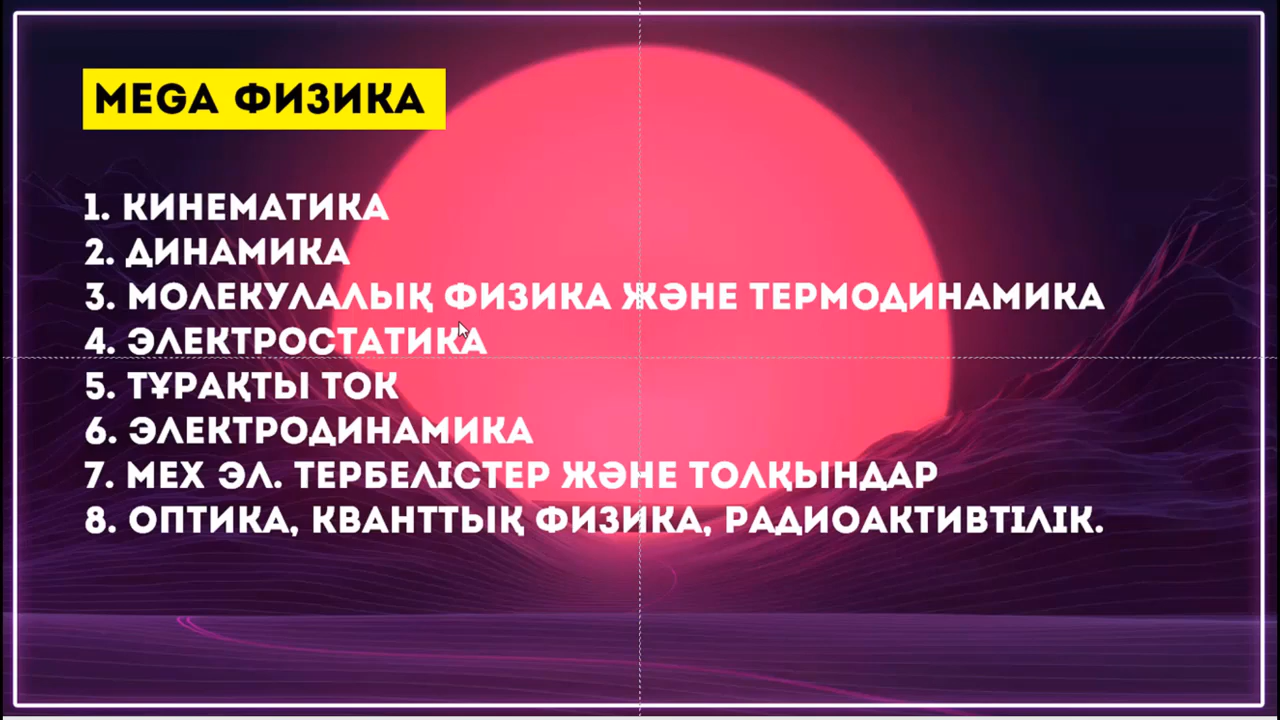 MEGA ФИЗИКА
1. КИНЕМАТИКА
2. ДИНАМИКА
3. МОЛЕКУЛАЛЫҚ ФИЗИКА ЖӘНЕ ТЕРМОДИНАМИКА
4. ЭЛЕКТРОСТАТИКА
5. ТҰРАҚТЫ ТОК
6. ЭЛЕКТРОДИНАМИКА
7. МЕХ ЭЛ. ТЕРБЕЛІСТЕР ЖӘНЕ ТОЛҚЫНДАР
8. ОПТИКА, КВАНТТЫҚ ФИЗИКА, РАДИОАКТИВТІЛІК.